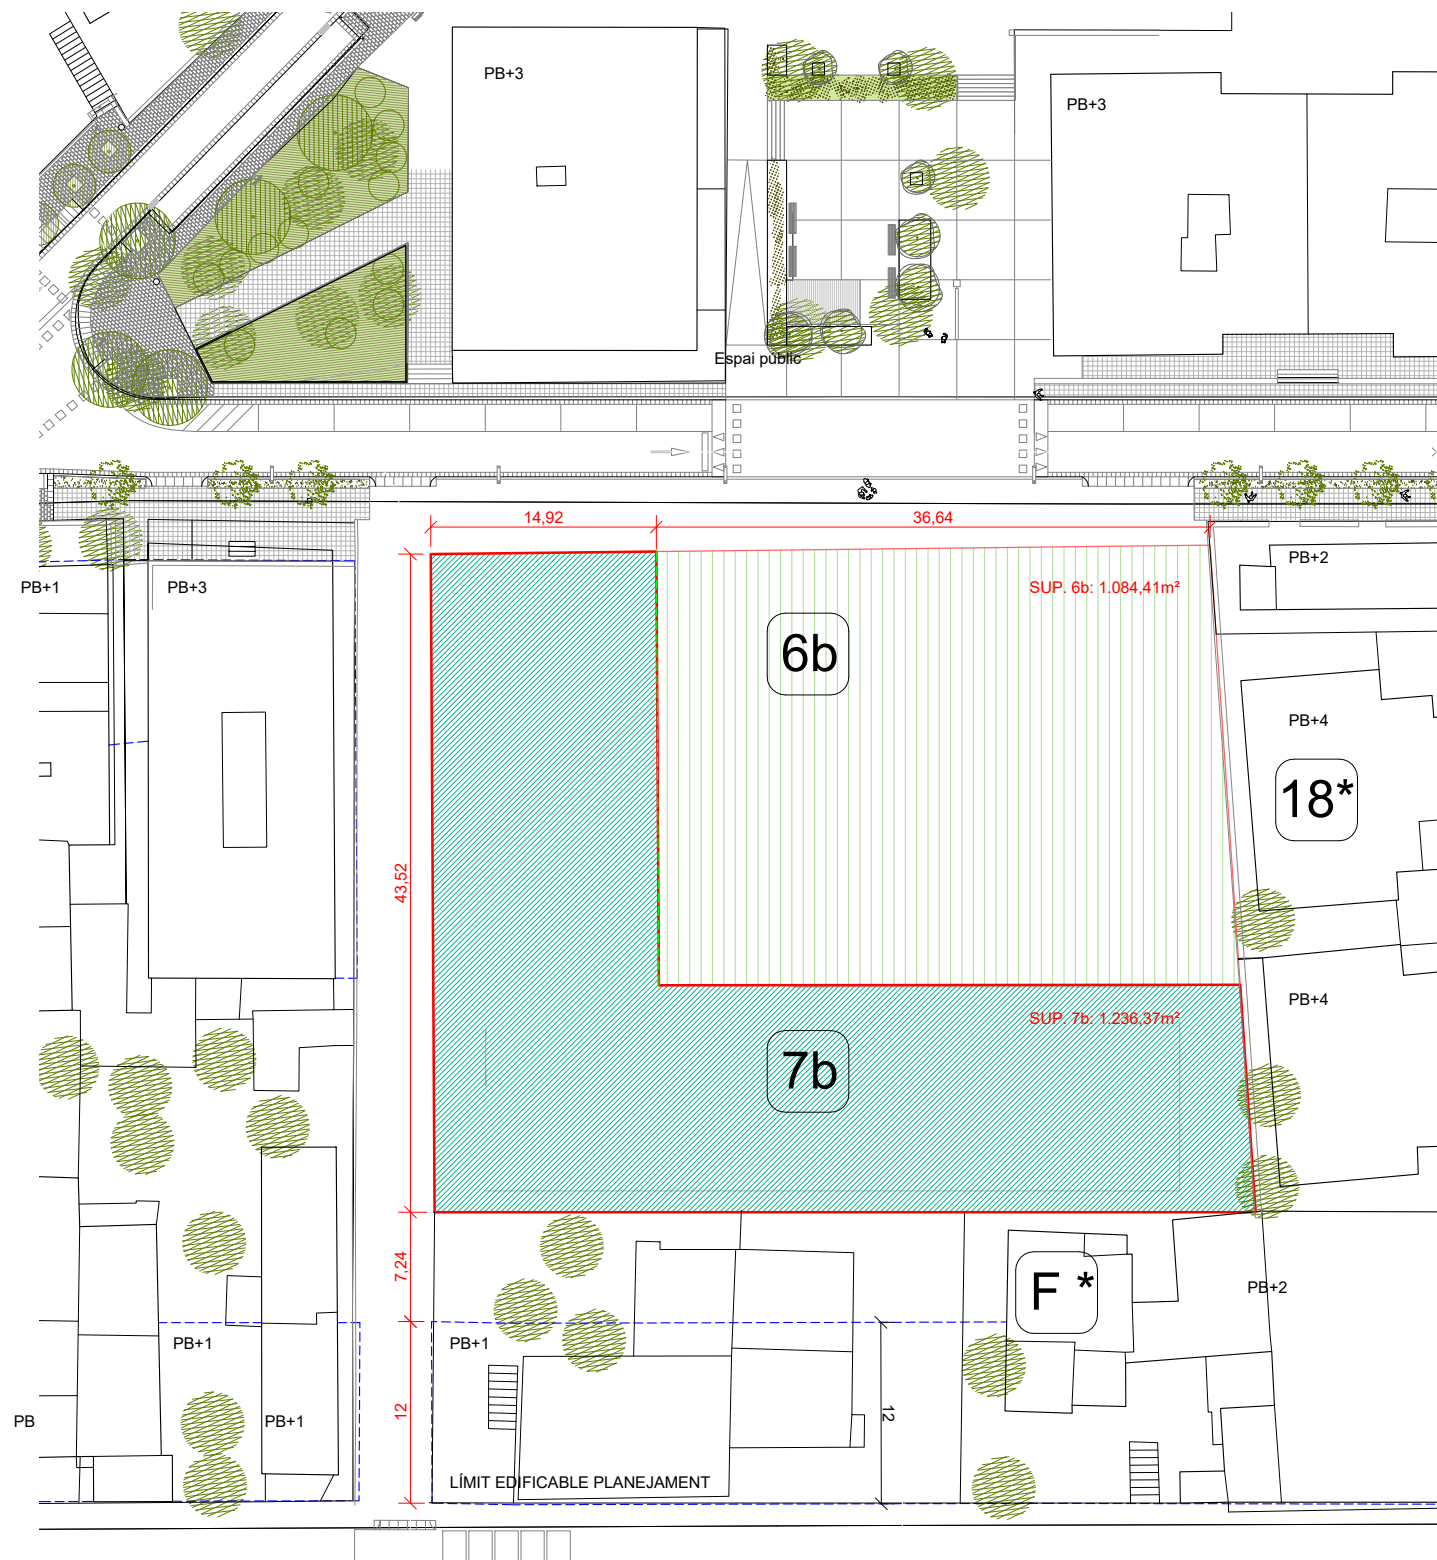 PB+3
PB+3
Espai públic
14,92
36,64
PB+1
PB+3
SUP. 6b: 1.084,41m²
PB+2
6b
PB+4
18*
43,52
PB+4
SUP. 7b: 1.236,37m²
7b
7,24
F *
PB+2
PB+1
PB+1
12
12
PB
PB+1
LÍMIT EDIFICABLE PLANEJAMENT